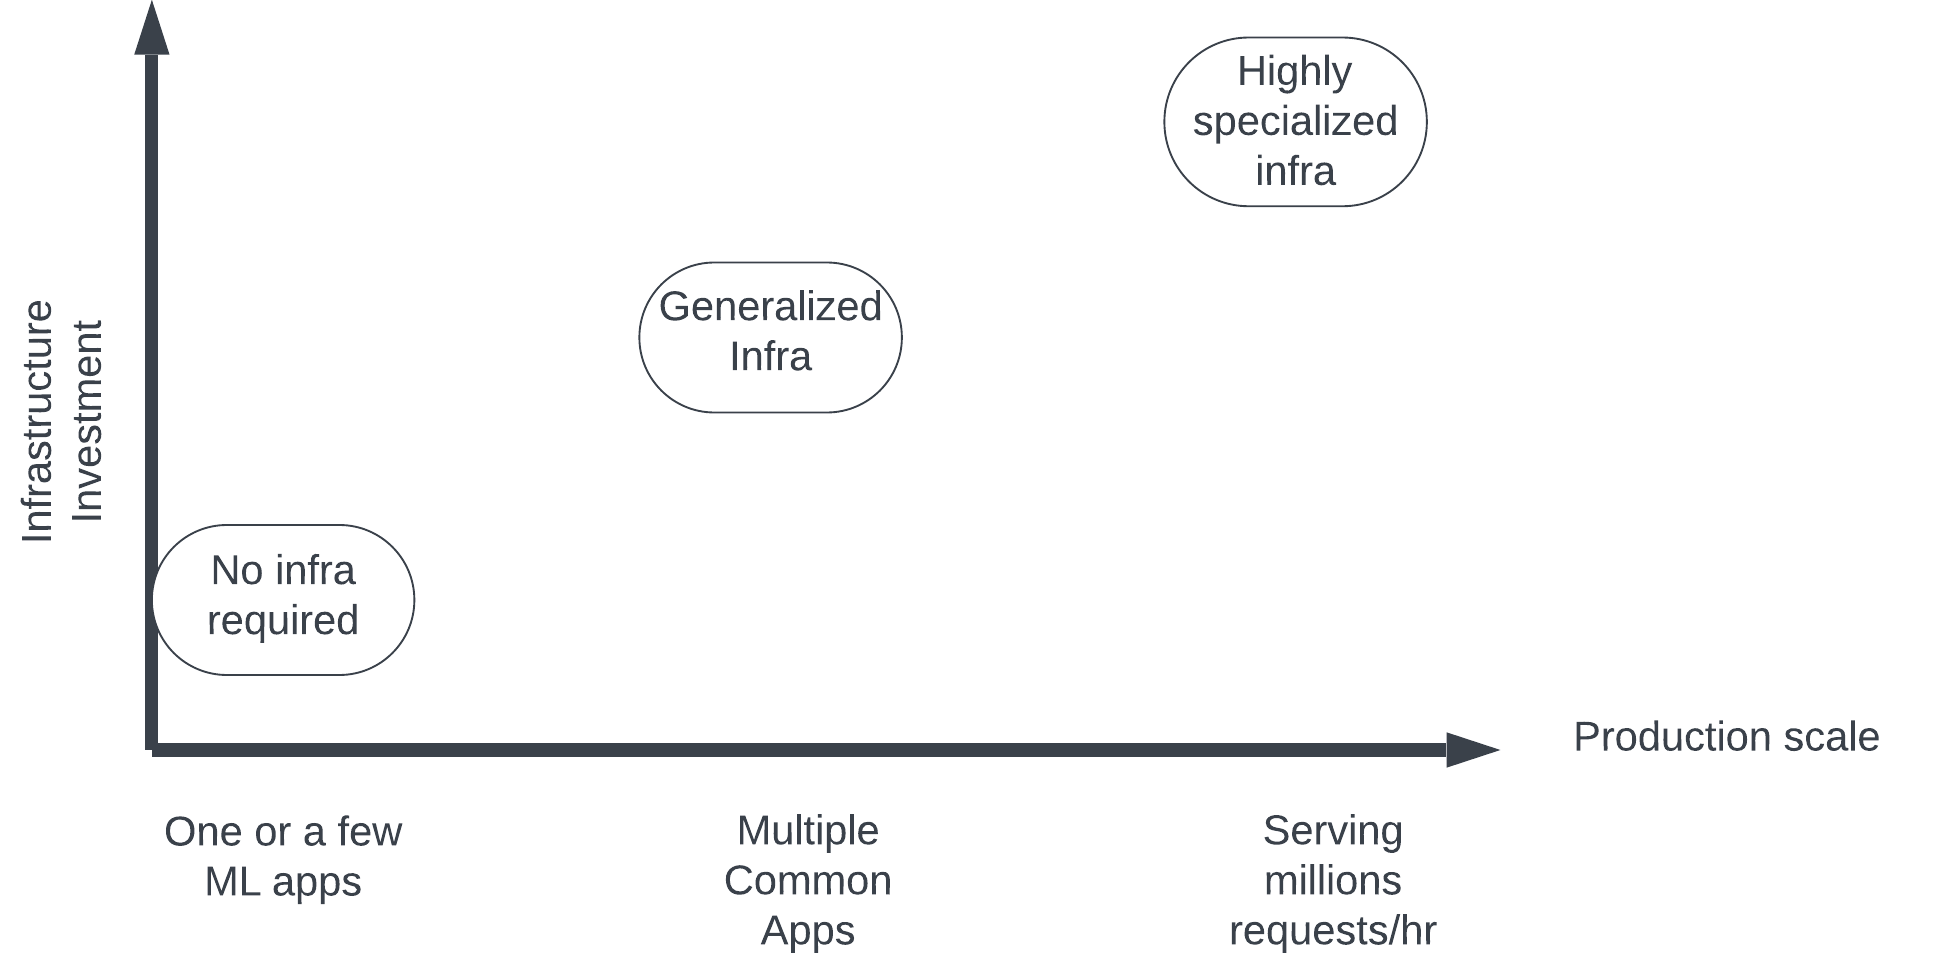 Highly
specialized
infra
Generalized
Infra
Infrastructure
Investment
No infra
required
Production scale
One or a few
ML apps
Multiple
Common
Apps
Serving
millions
requests/hr